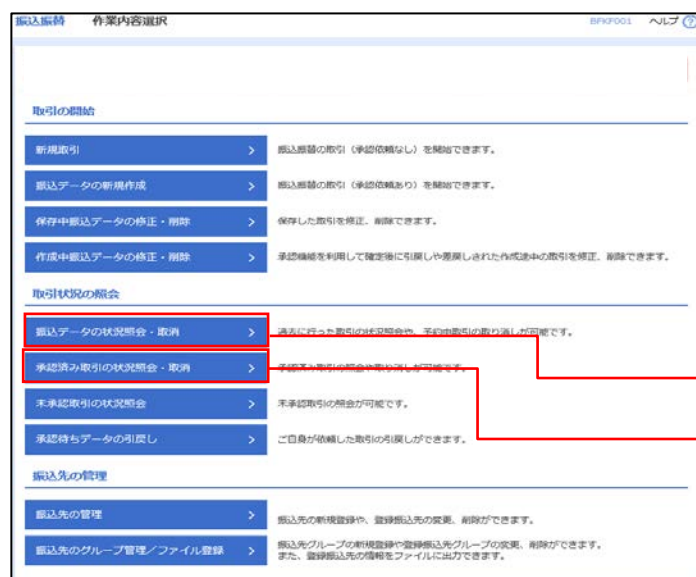 振込振替 作業内容選択 BFKF001 ヘルプ ?
取引の開始
新規取引 > 振込振替の取引（承認依頼なし）を開始できます。
振込データの新規作成 > 振込振替の取引（承認依頼あり）を開始できます。
保存中振込データの修正・削除 > 保存した取引を修正、削除できます。
作成中振込データの修正・削除 > 承認機能を利用して確定後に引戻しや差戻しされた作成途中の取引を修正、削除できます。
取引状況の照会
振込データの状況照会・取消 > 過去に行った取引の状況照会や、予約中取引の取り消しが可能です。
承認済み取引の状況照会・取消 > 承認済み取引の照会や取り消しが可能です。
未承認取引の状況照会 > 未承認取引の照会が可能です。
承認待ちデータの引戻し > ご自身が依頼した取引の引戻しができます。
振込先の管理
振込先の管理 > 振込先の新規登録や、登録振込先の変更、削除ができます。
振込先のグループ管理／ファイル登録 > 振込先グループの新規登録や登録振込先グループの変更、削除ができます。
また、登録振込先の情報をファイルに出力できます。